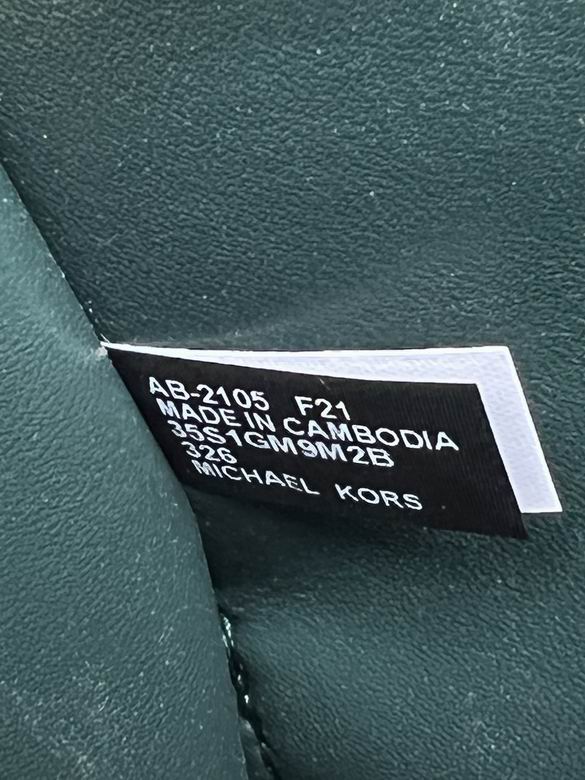 AB-2105 F21
MADE IN CAMBODIA
35S1GM9M2B
326
MICHAEL KORS